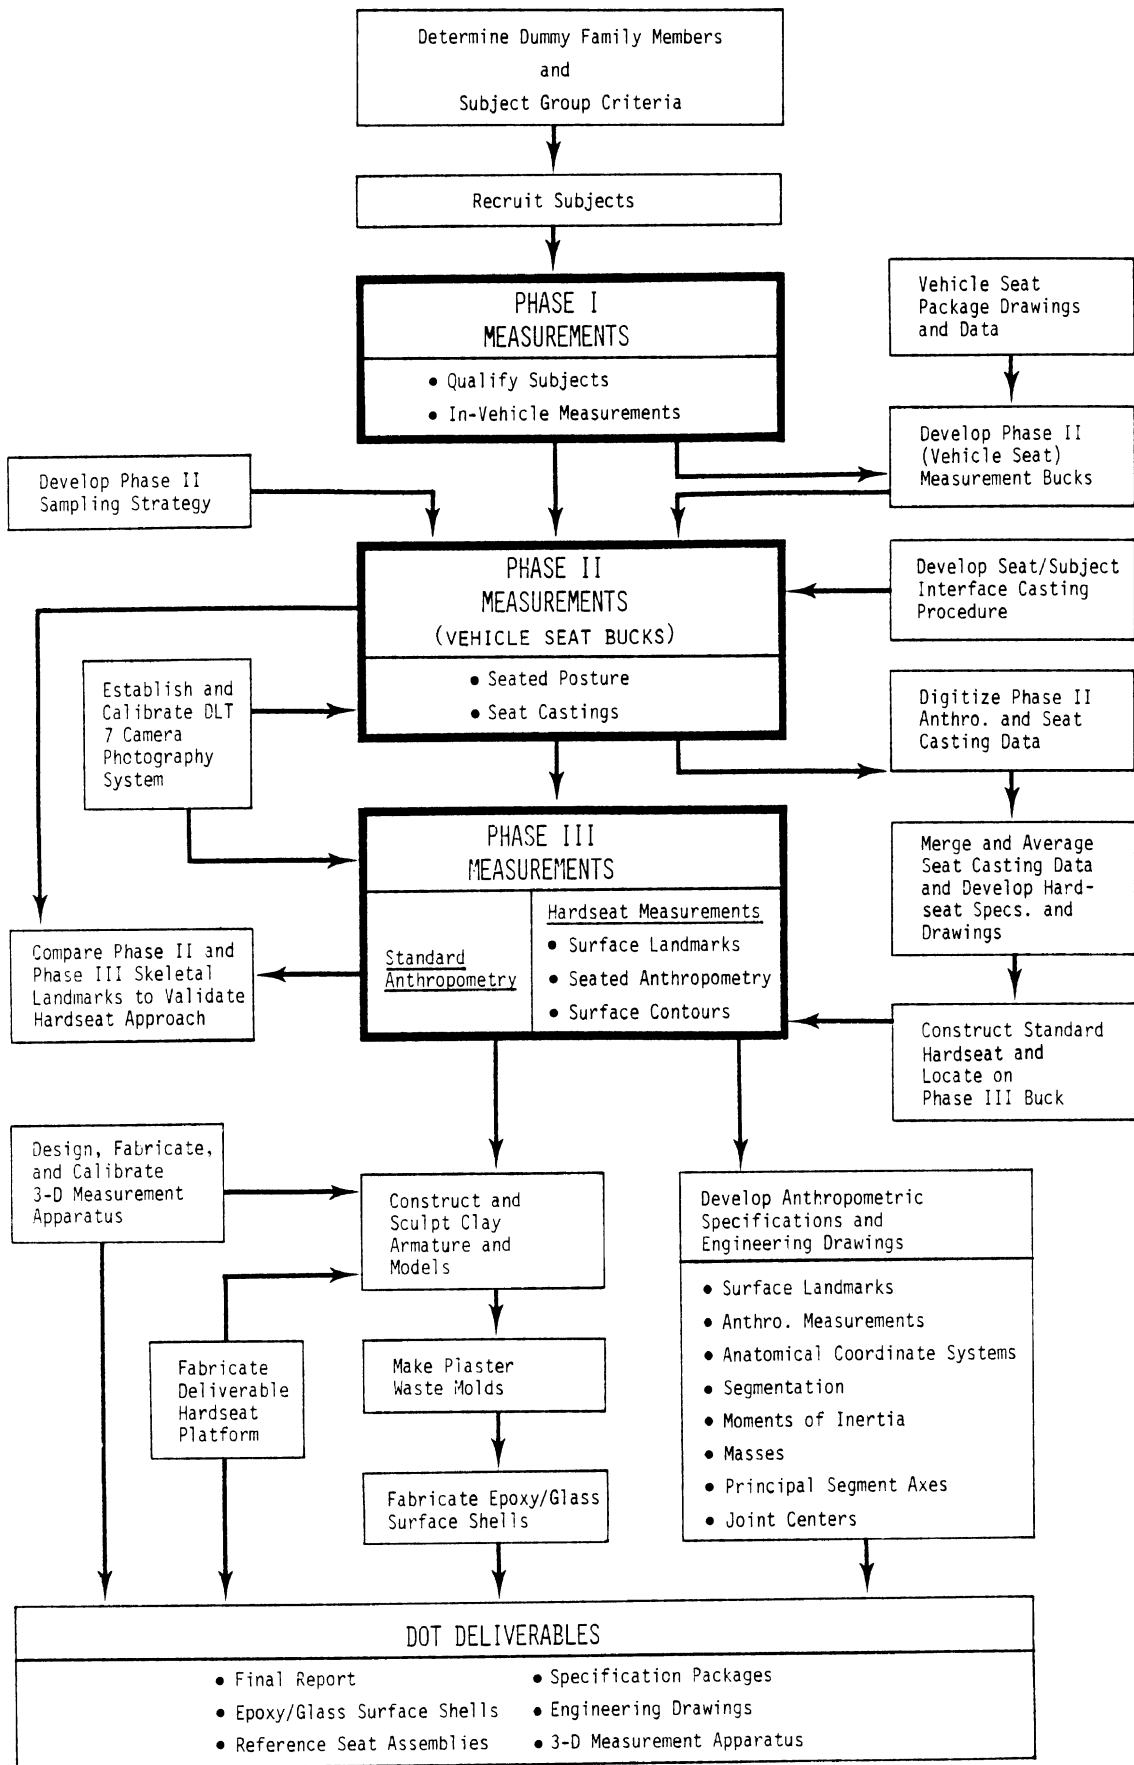 Determine Dummy Family Members
and
Subject Group Criteria
Recruit Subjects
PHASE I
MEASUREMENTS
• Qualify Subjects
• In-Vehicle Measurements
Vehicle Seat
Package Drawings
and Data
Develop Phase II
(Vehicle Seat)
Measurement Bucks
Develop Phase II
Sampling Strategy
PHASE II
MEASUREMENTS
(VEHICLE SEAT BUCKS)
• Seated Posture
• Seat Castings
Develop Seat/Subject
Interface Casting
Procedure
Establish and
Calibrate DLT
7 Camera
Photography
System
Digitize Phase II
Anthro. and Seat
Casting Data
PHASE III
MEASUREMENTS
Standard
Anthropometry
Hardseat Measurements
• Surface Landmarks
• Seated Anthropometry
• Surface Contours
Merge and Average
Seat Casting Data
and Develop Hard-
seat Specs. and
Drawings
Compare Phase II and
Phase III Skeletal
Landmarks to Validate
Hardseat Approach
Construct Standard
Hardseat and
Locate on
Phase III Buck
Design, Fabricate,
and Calibrate
3-D Measurement
Apparatus
Construct and
Sculpt Clay
Armature and
Models
Develop Anthropometric
Specifications and
Engineering Drawings
• Surface Landmarks
• Anthro. Measurements
• Anatomical Coordinate Systems
• Segmentation
• Moments of Inertia
• Masses
• Principal Segment Axes
• Joint Centers
Fabricate
Deliverable
Hardseat
Platform
Make Plaster
Waste Molds
Fabricate Epoxy/Glass
Surface Shells
DOT DELIVERABLES
• Final Report
• Epoxy/Glass Surface Shells
• Reference Seat Assemblies
• Specification Packages
• Engineering Drawings
• 3-D Measurement Apparatus